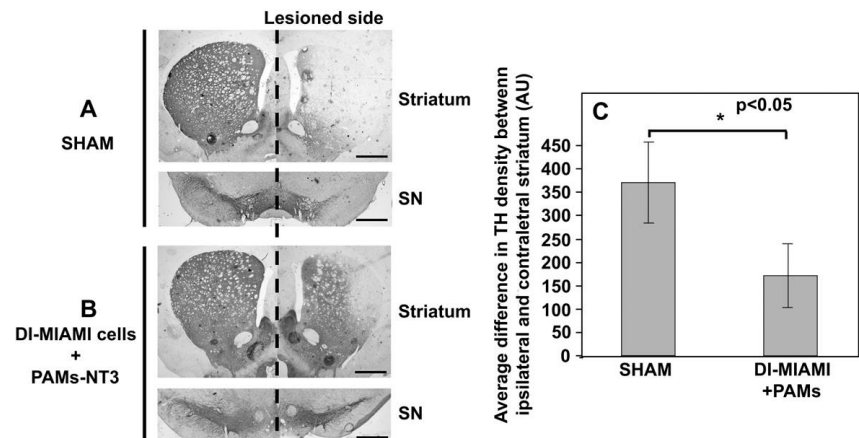 Lesioned side
A
SHAM
Striatum
SN
B
DI-MIAMI cells
+
PAMs-NT3
Striatum
SN
C
p<0.05
*
Average difference in TH density betwenn
ipsilateral and contraletral striatum (AU)
450
400
350
300
250
200
150
100
50
0
SHAM
DI-MIAMI
+PAMs